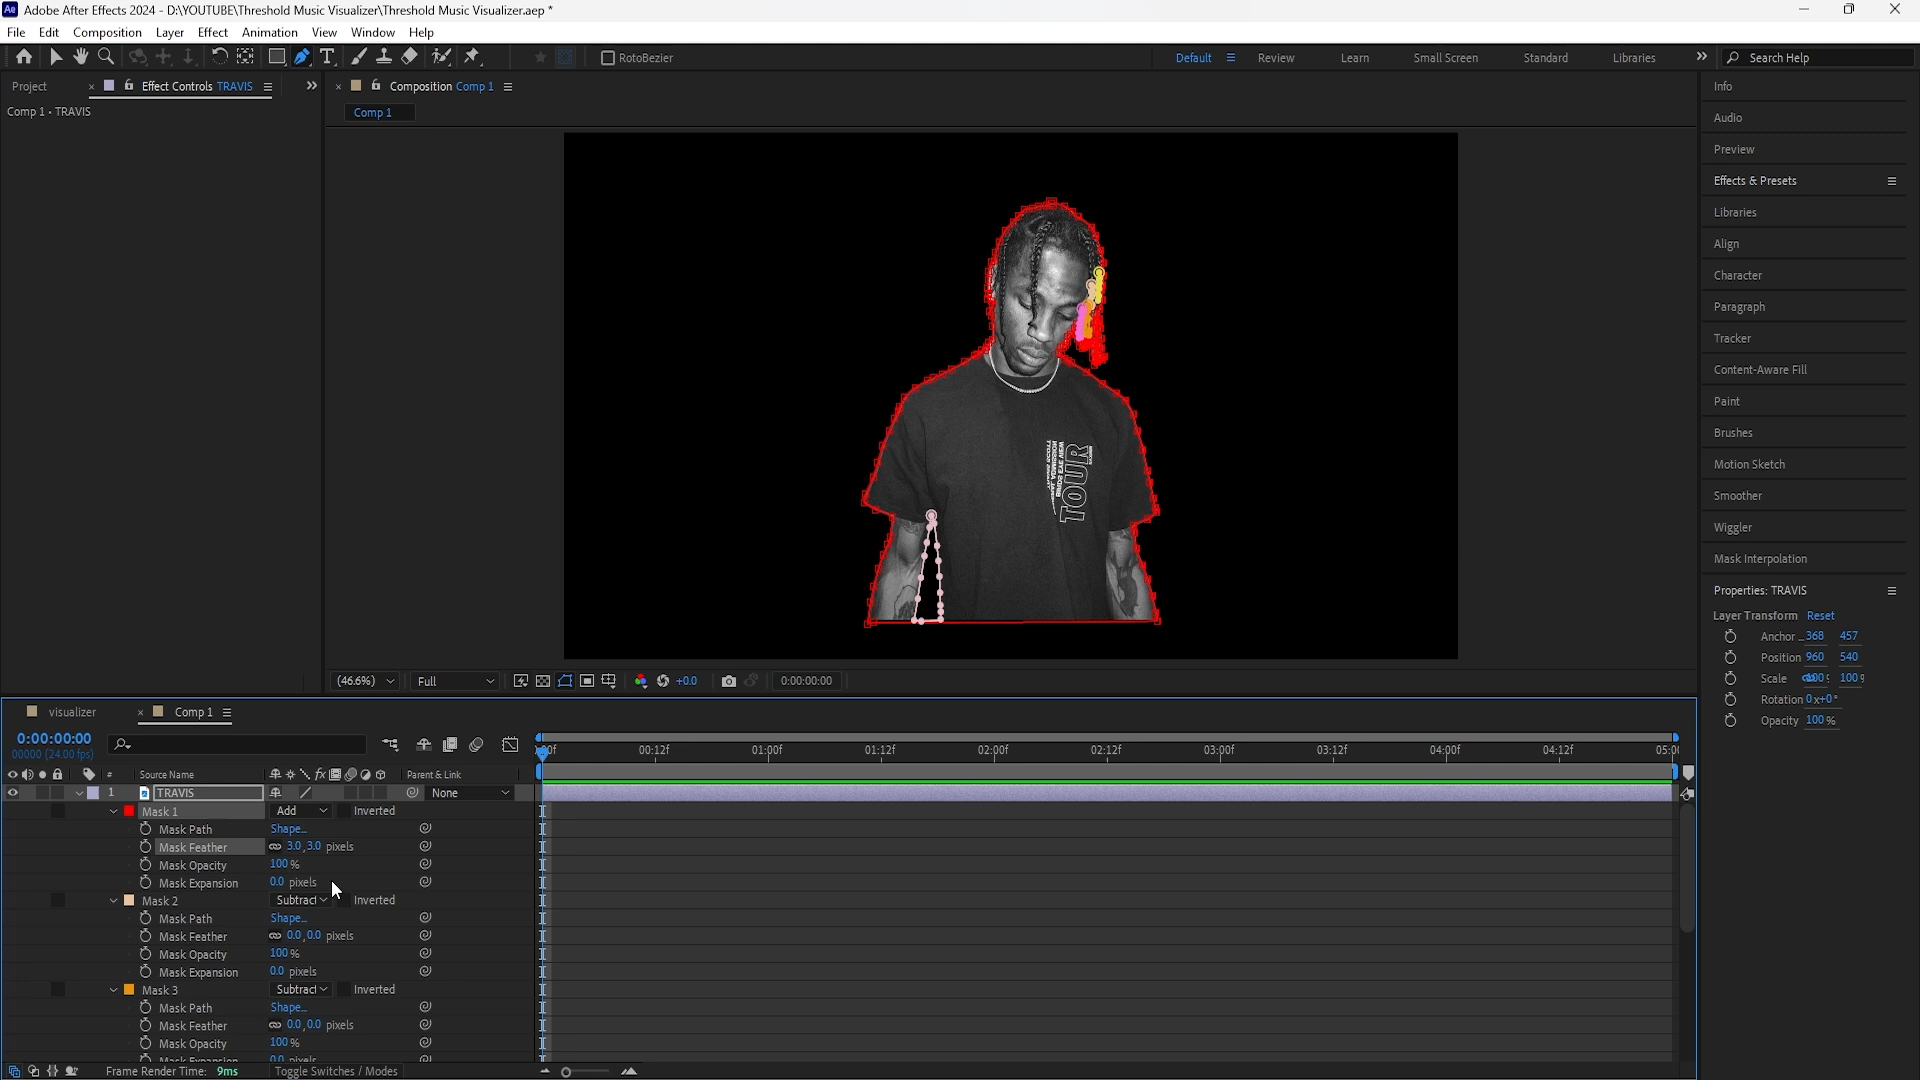 Adobe After Effects 2024 - D:\YOUTUBE\Threshold Music Visualizer\Threshold Music Visualizer.aep *
File Edit Composition Layer Effect Animation View Window Help
RotoBezier
Default Review Learn Small Screen Standard Libraries Search Help
Project Effect Controls TRAVIS
Composition Comp 1
Comp 1 • TRAVIS
Comp 1
Info
Audio
Preview
Effects & Presets
Libraries
Align
Character
Paragraph
Tracker
Content-Aware Fill
Paint
Brushes
Motion Sketch
Smoother
Wiggler
Mask Interpolation
Properties: TRAVIS
Layer Transform Reset
Anchor ... 368 457
Position 960 540
Scale 100 100
Rotation 0x+0°
Opacity 100 %
TOUR
(46.6%) Full +0.0 0:00:00:00
visualizer Comp 1
0:00:00:00
00000 (24.00 fps)
00:12f 01:00f 01:12f 02:00f 02:12f 03:00f 03:12f 04:00f 04:12f
# Source Name Parent & Link
1 TRAVIS None
Mask 1 Add Inverted
Mask Path Shape...
Mask Feather 3.0, 3.0 pixels
Mask Opacity 100 %
Mask Expansion 0.0 pixels
Mask 2 Subtract Inverted
Mask Path Shape...
Mask Feather 0.0, 0.0 pixels
Mask Opacity 100 %
Mask Expansion 0.0 pixels
Mask 3 Subtract Inverted
Mask Path Shape...
Mask Feather 0.0, 0.0 pixels
Mask Opacity 100 %
Mask Expansion 0.0 pixels
Frame Render Time: 9ms Toggle Switches / Modes